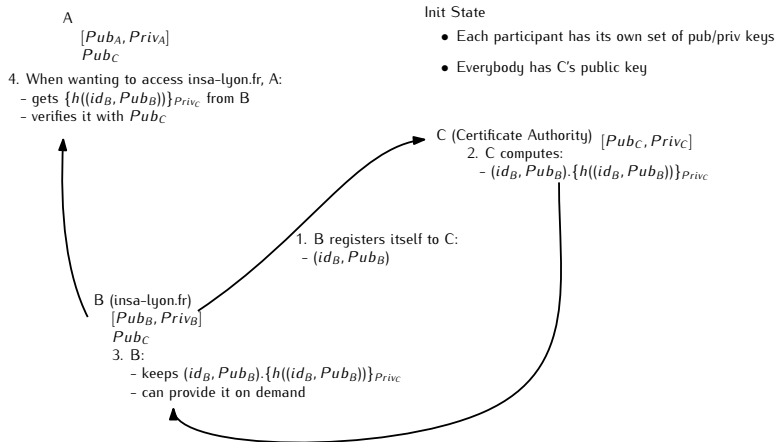 A
[Pub_A, Priv_A]
Pub_C
4. When wanting to access insa-lyon.fr, A:
– gets {h((id_B, Pub_B))}_Priv_C from B
– verifies it with Pub_C
Init State
• Each participant has its own set of pub/priv keys
• Everybody has C's public key
C (Certificate Authority) [Pub_C, Priv_C]
2. C computes:
– (id_B, Pub_B).{h((id_B, Pub_B))}_Priv_C
1. B registers itself to C:
– (id_B, Pub_B)
B (insa-lyon.fr)
[Pub_B, Priv_B]
Pub_C
3. B:
– keeps (id_B, Pub_B).{h((id_B, Pub_B))}_Priv_C
– can provide it on demand